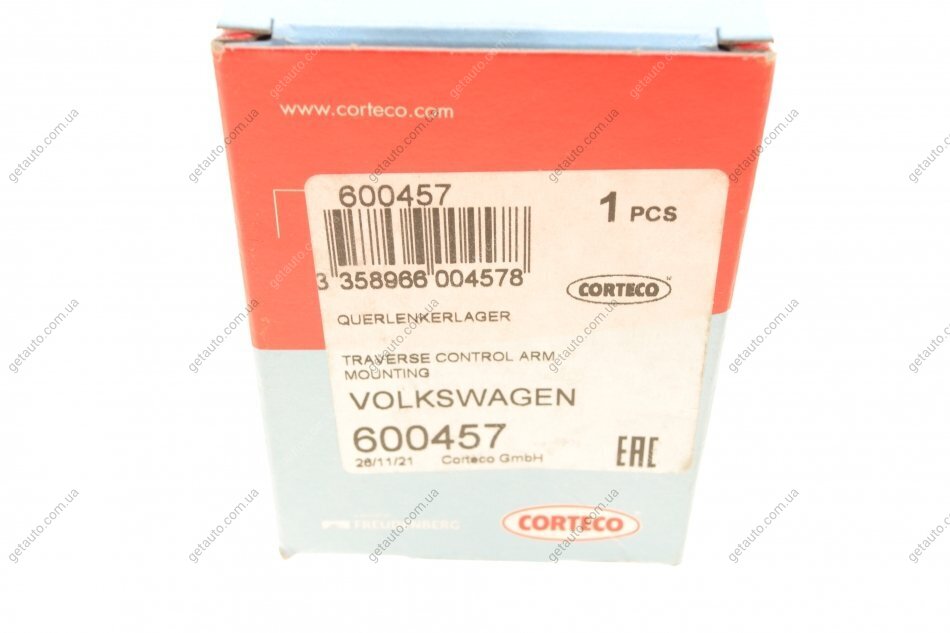 www.corteco.com
600457
1 PCS
3 358966 004578
CORTECO
QUERLENKERLAGER
TRAVERSE CONTROL ARM,
MOUNTING
VOLKSWAGEN
600457
26/11/21 Corteco GmbH
EAC
FREUDENBERG
CORTECO
getauto.com.ua